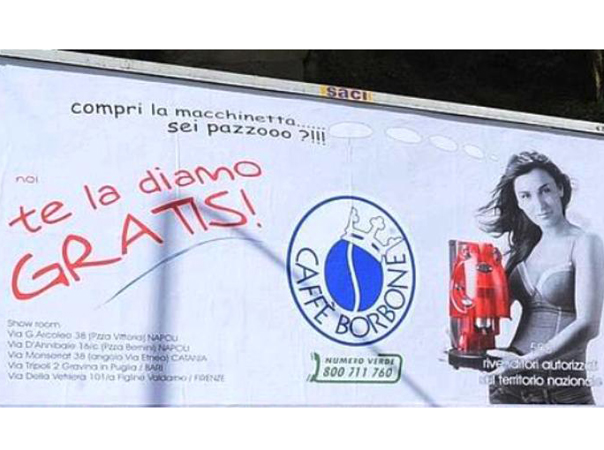 saci
compri la macchinetta......
sei pazzooo ?!!!
noi
te la diamo
GRATIS!
CAFFÈ BORBONE
NUMERO VERDE
800 711 760
Show room
Via G.Arcoleo 38 (P.zza Vittoria) NAPOLI
Via D'Annibale 16/c (P.zza Bernini) NAPOLI
Via Monserrat 38 (angolo Via Etnea) CATANIA
Via Tripoli 2 Gravina in Puglia / BARI
Via Della Vetriera 101/a Figline Valdarno / FIRENZE
rivenditori autorizzati
sul territorio nazionale